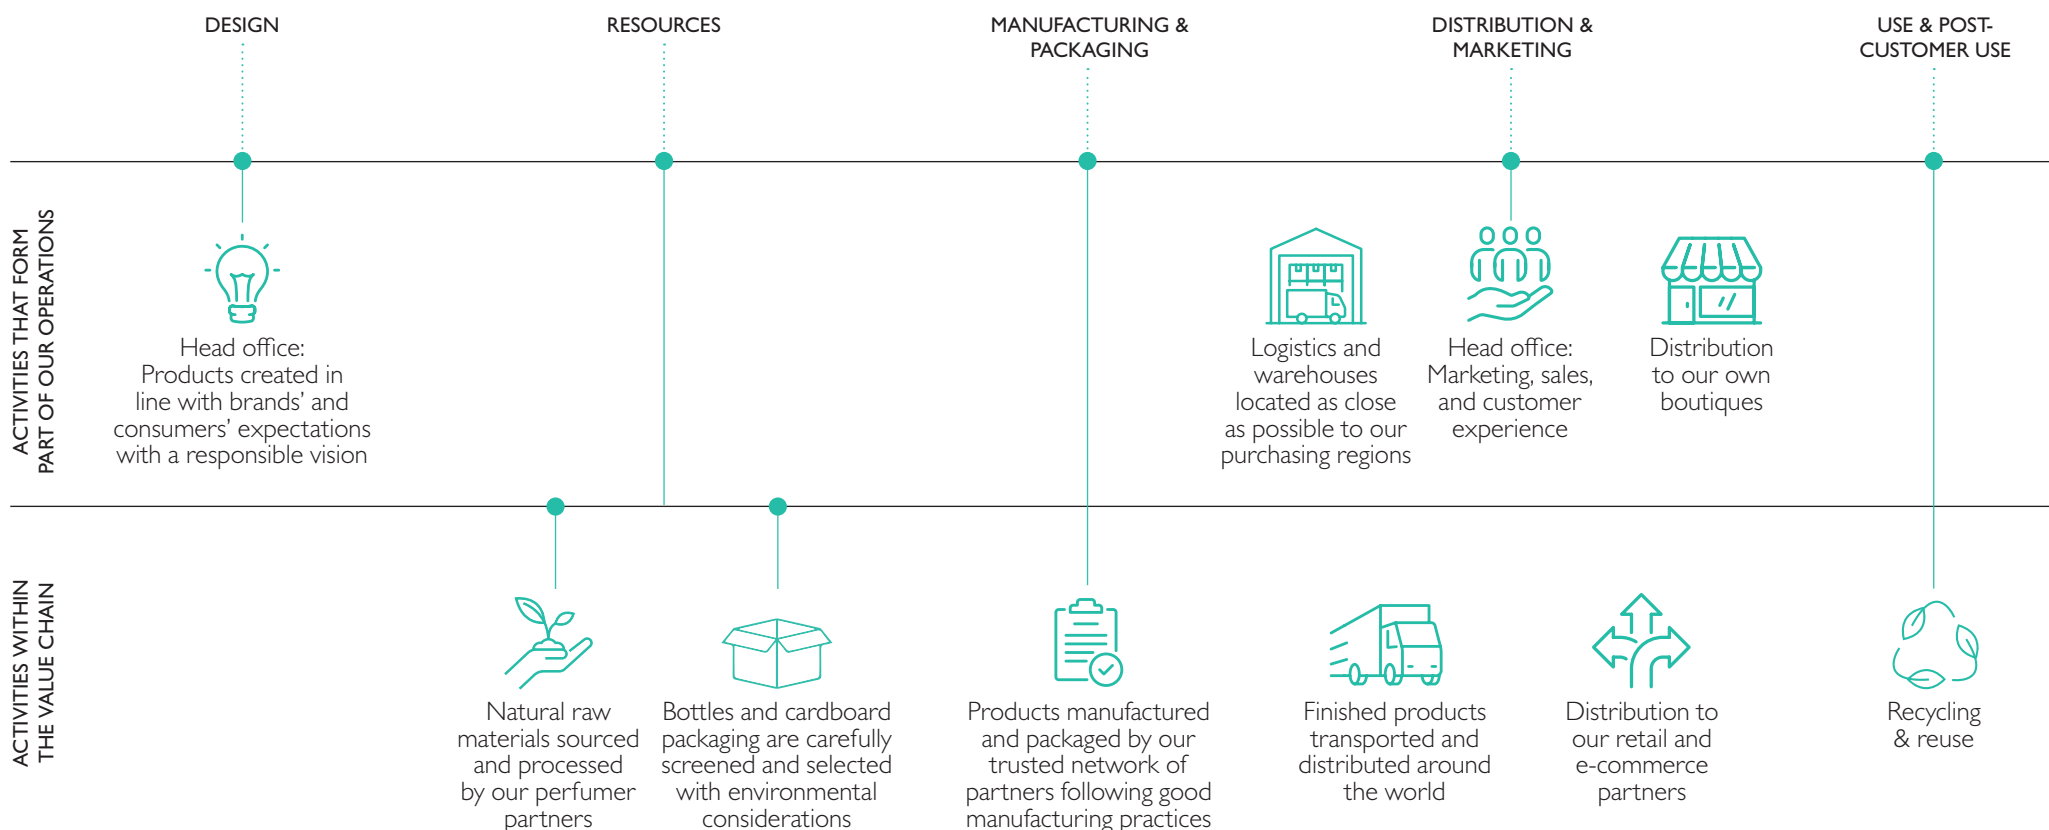 DESIGN
RESOURCES
MANUFACTURING &
PACKAGING
DISTRIBUTION &
MARKETING
USE & POST-
CUSTOMER USE
ACTIVITIES THAT FORM
PART OF OUR OPERATIONS
Head office:
Products created in
line with brands’ and
consumers’ expectations
with a responsible vision
Logistics and
warehouses
located as close
as possible to our
purchasing regions
Head office:
Marketing, sales,
and customer
experience
Distribution
to our own
boutiques
ACTIVITIES WITHIN
THE VALUE CHAIN
Natural raw
materials sourced
and processed
by our perfumer
partners
Bottles and cardboard
packaging are carefully
screened and selected
with environmental
considerations
Products manufactured
and packaged by our
trusted network of
partners following good
manufacturing practices
Finished products
transported and
distributed around
the world
Distribution to
our retail and
e-commerce
partners
Recycling
& reuse